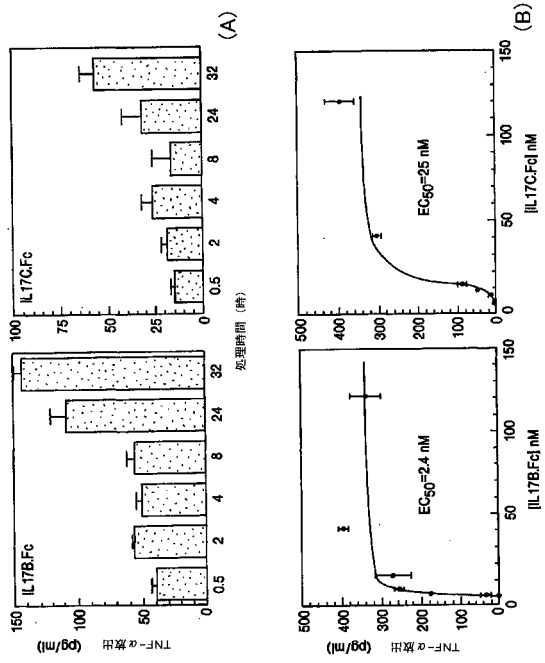 (A)
IL17B.Fc
TNF-α放出
(pg/ml)
150
100
50
0
0.5 2 4 8 24 32
IL17C.Fc
100
75
50
25
0
0.5 2 4 8 24 32
処理時間 (時)
(B)
TNF-α放出
(pg/ml)
500
400
300
200
100
0
EC50=2.4 nM
0 50 100 150
[IL17B.Fc] nM
500
400
300
200
100
0
EC50=25 nM
0 50 100 150
[IL17C.Fc] nM